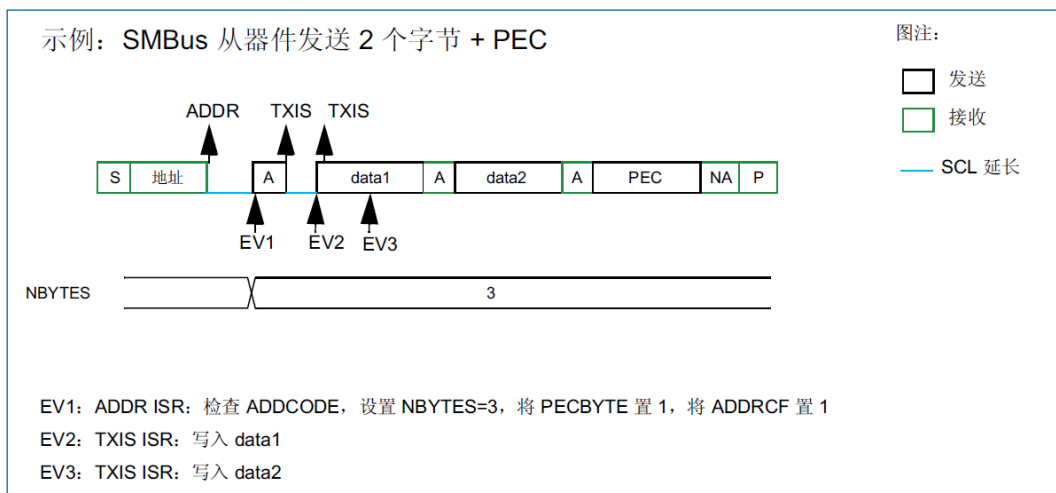 示例：SMBus 从器件发送 2 个字节 + PEC
图注：
发送
接收
SCL 延长
ADDR TXIS TXIS
S 地址 A data1 A data2 A PEC NA P
EV1 EV2 EV3
NBYTES 3
EV1：ADDR ISR：检查 ADDCODE，设置 NBYTES=3，将 PECBYTE 置 1，将 ADDRCF 置 1
EV2：TXIS ISR：写入 data1
EV3：TXIS ISR：写入 data2